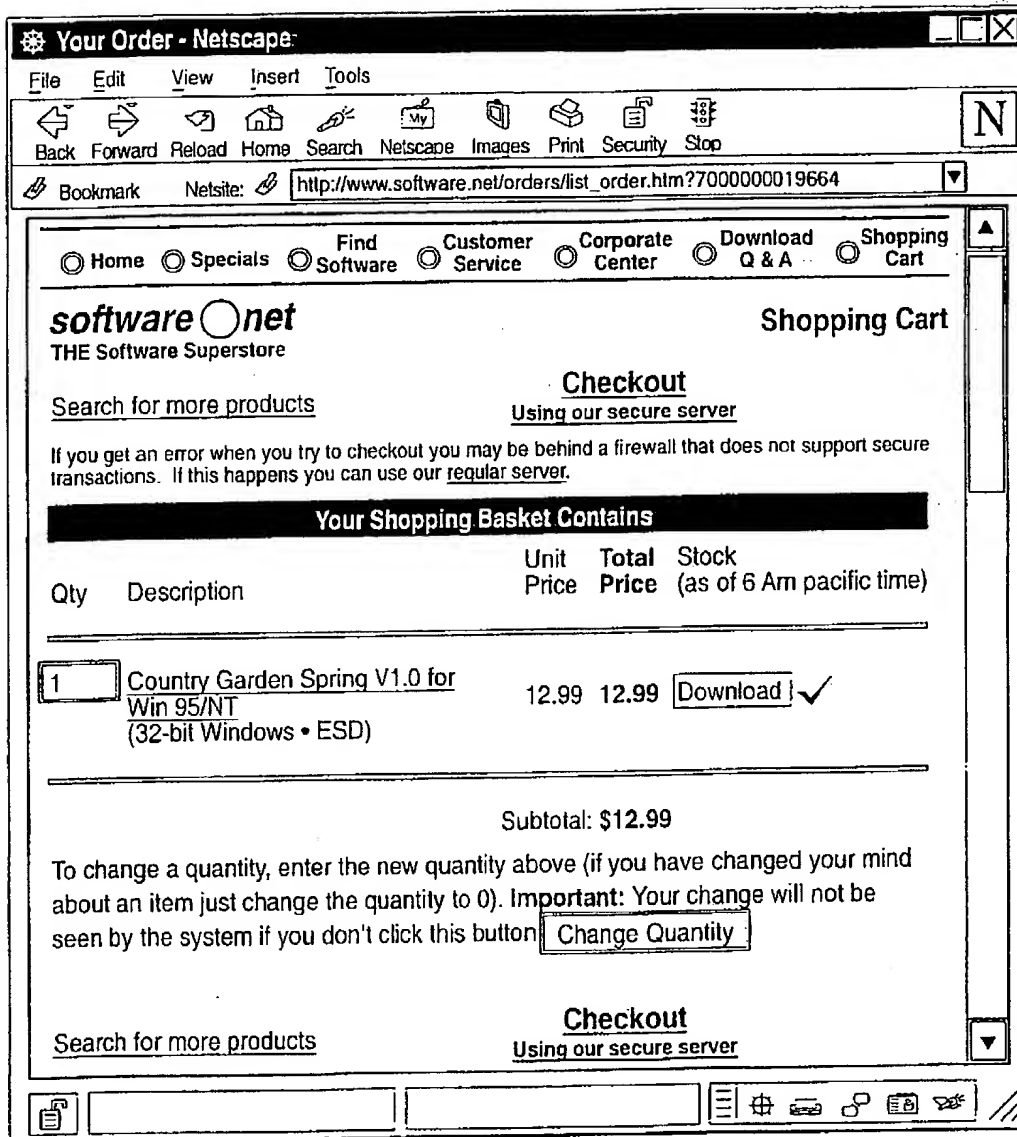 Your Order - Netscape
File Edit View Insert Tools
My
N
Back Forward Reload Home Search Netscape Images Print Security Stop
Bookmark Netsite: http://www.software.net/orders/list_order.htm?7000000019664
Home Specials Find Software Customer Service Corporate Center Download Q & A Shopping Cart
software net
Shopping Cart
THE Software Superstore
Checkout
Search for more products
Using our secure server
If you get an error when you try to checkout you may be behind a firewall that does not support secure
transactions. If this happens you can use our regular server.
Your Shopping Basket Contains
Unit Total Stock
Qty Description Price Price (as of 6 Am pacific time)
1 Country Garden Spring V1.0 for
Win 95/NT
12.99 12.99 Download
(32-bit Windows • ESD)
Subtotal: $12.99
To change a quantity, enter the new quantity above (if you have changed your mind
about an item just change the quantity to 0). Important: Your change will not be
seen by the system if you don't click this button Change Quantity
Checkout
Search for more products
Using our secure server